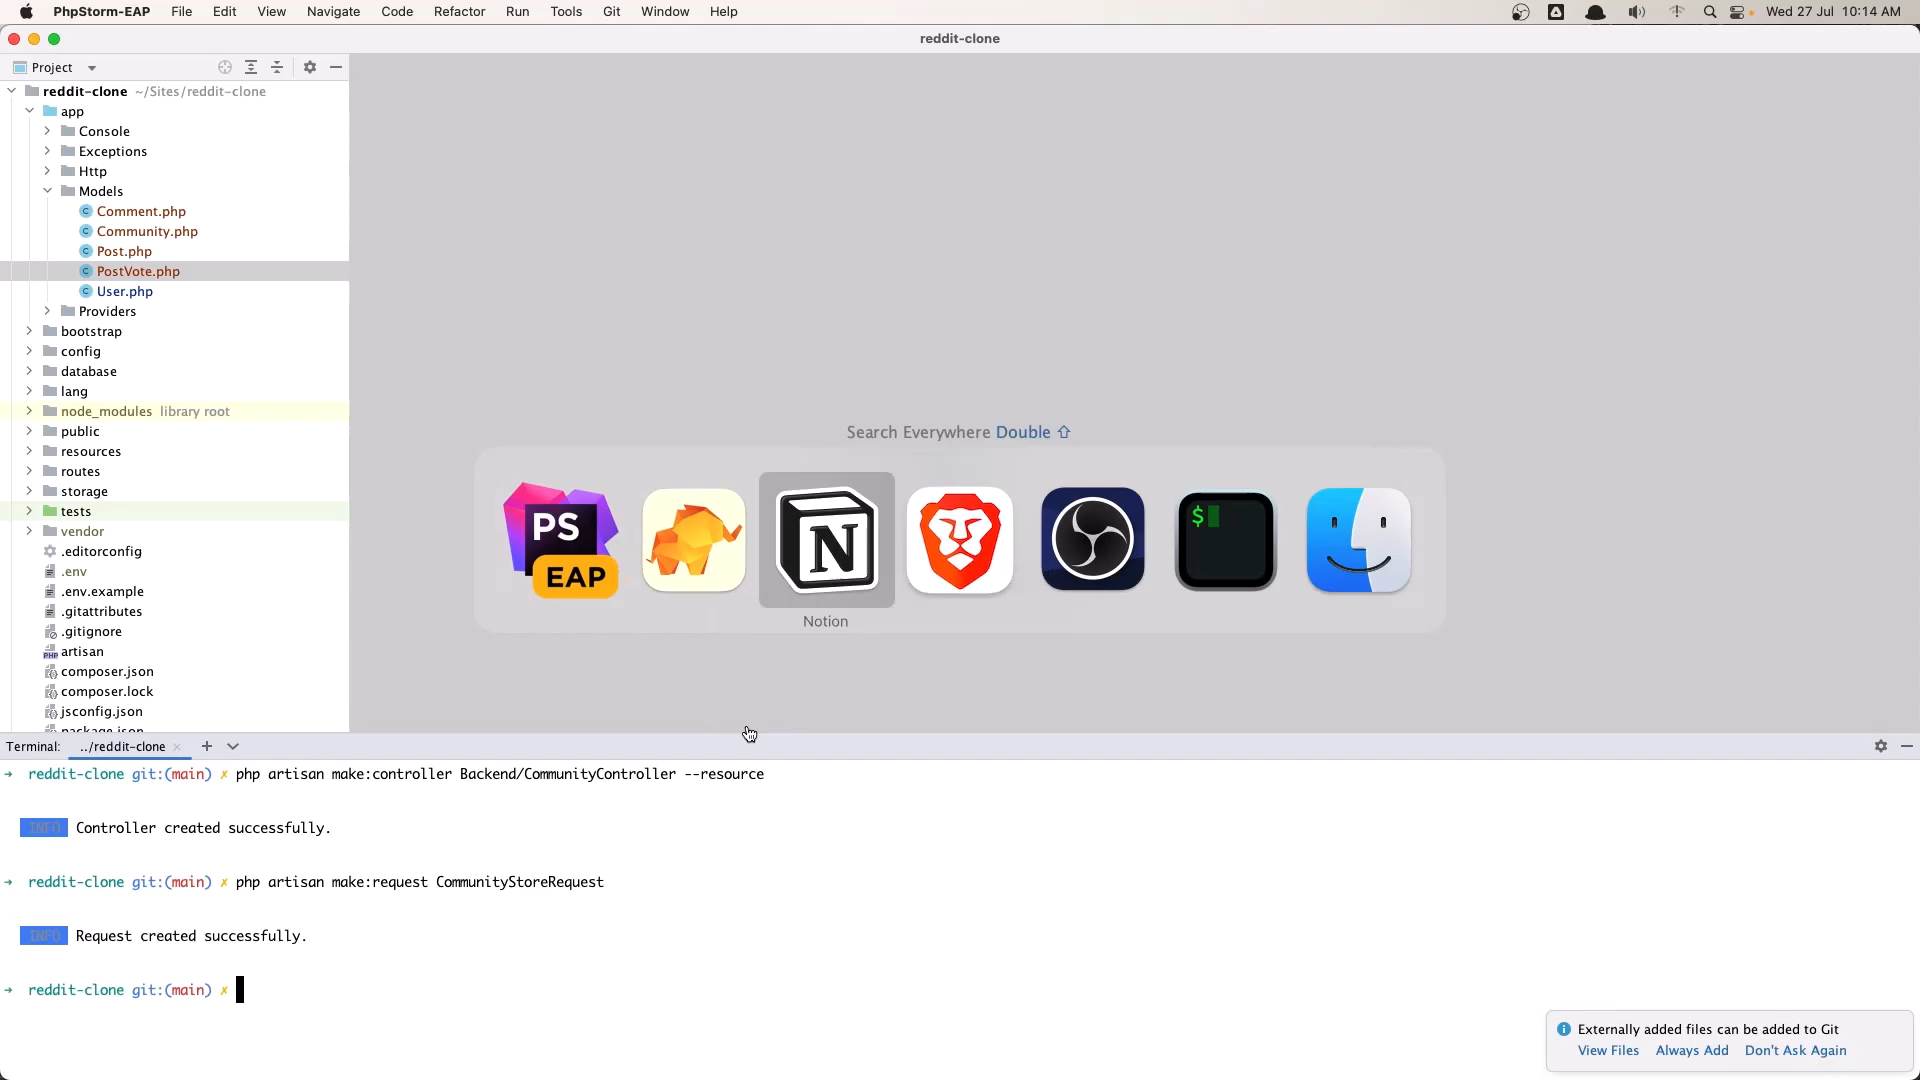 PhpStorm-EAP File Edit View Navigate Code Refactor Run Tools Git Window Help Wed 27 Jul 10:14 AM
reddit-clone
Project
reddit-clone ~/Sites/reddit-clone
app
Console
Exceptions
Http
Models
Comment.php
Community.php
Post.php
PostVote.php
User.php
Providers
bootstrap
config
database
lang
node_modules library root
public
resources
routes
storage
tests
vendor
.editorconfig
.env
.env.example
.gitattributes
.gitignore
artisan
composer.json
composer.lock
jsconfig.json
package.json
Search Everywhere Double ⇧
PS
EAP
N
$
Notion
Terminal: ../reddit-clone × +
→ reddit-clone git:(main) ✗ php artisan make:controller Backend/CommunityController --resource
INFO Controller created successfully.
→ reddit-clone git:(main) ✗ php artisan make:request CommunityStoreRequest
INFO Request created successfully.
→ reddit-clone git:(main) ✗
Externally added files can be added to Git
View Files Always Add Don't Ask Again